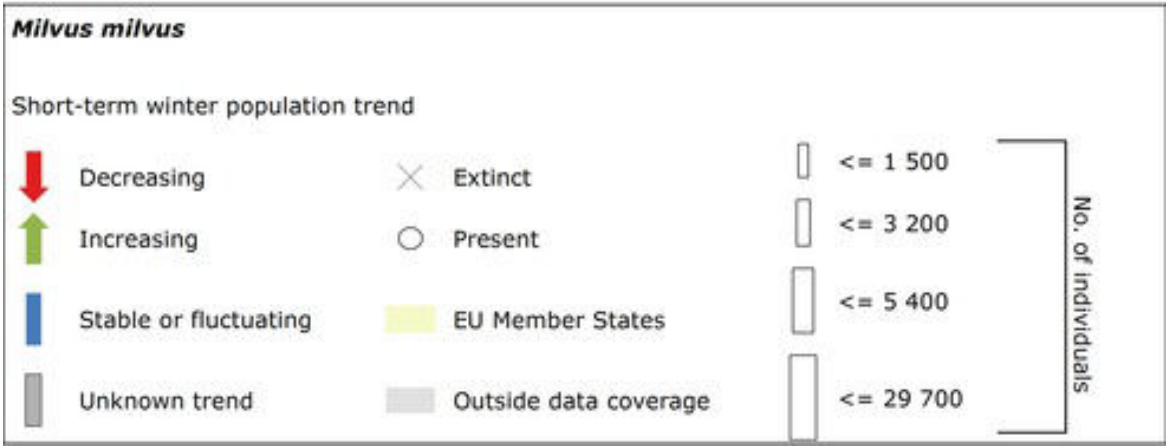 Milvus milvus
Short-term winter population trend
Decreasing
Increasing
Stable or fluctuating
Unknown trend
Extinct
Present
EU Member States
Outside data coverage
<= 1 500
<= 3 200
<= 5 400
<= 29 700
No. of individuals